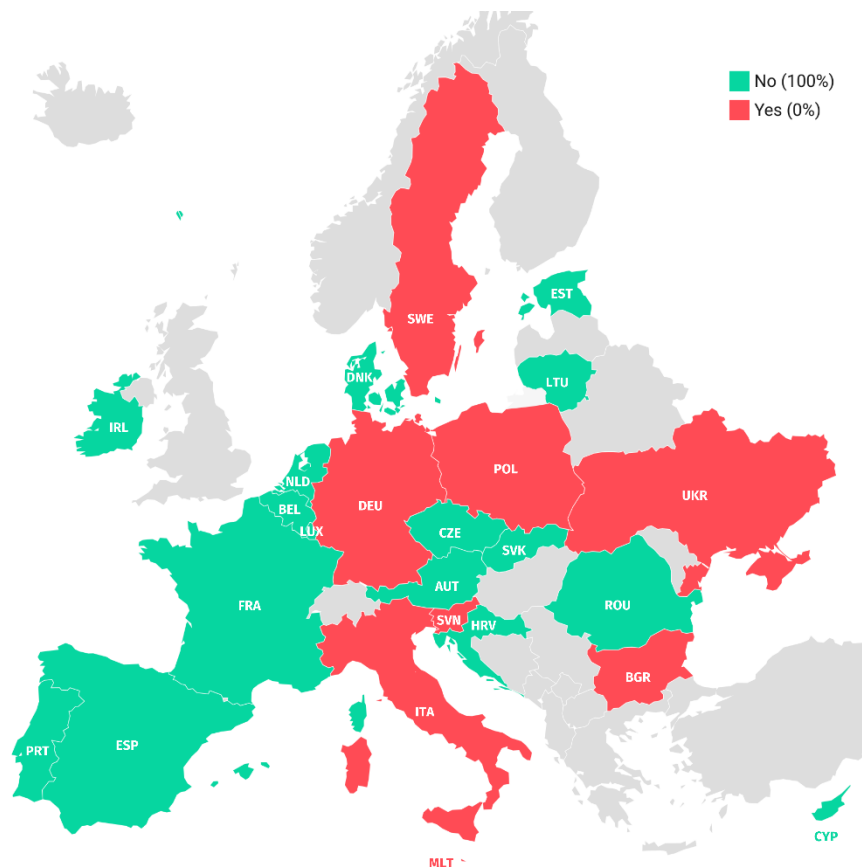 No (100%)
Yes (0%)
SWE
EST
DNK
LTU
IRL
POL
NLD
DEU
UKR
BEL
LUX
CZE
SVK
AUT
FRA
ROU
SVN
HRV
BGR
ITA
PRT
ESP
CYP
MLT